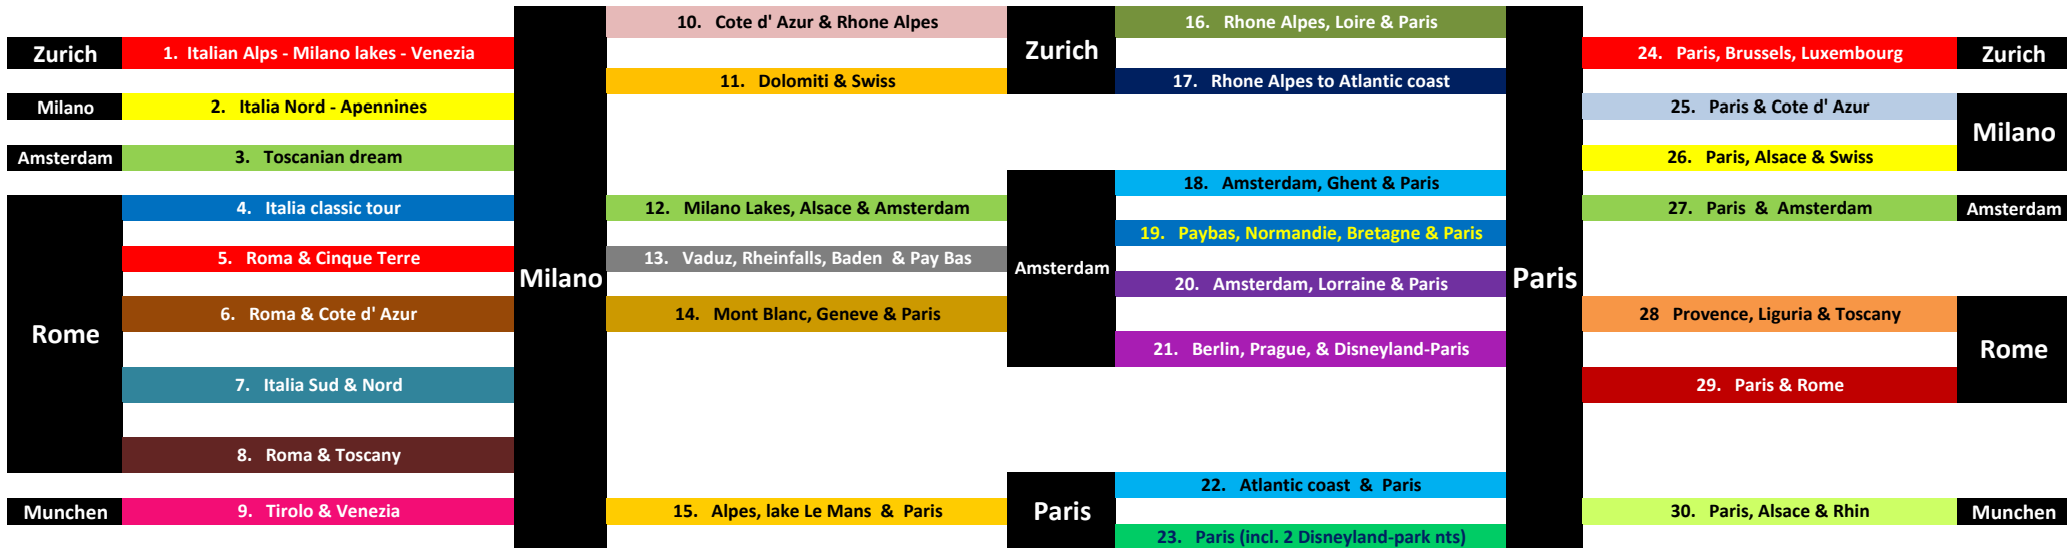 10. Cote d' Azur & Rhone Alpes
16. Rhone Alpes, Loire & Paris
Zurich
1. Italian Alps - Milano lakes - Venezia
Zurich
24. Paris, Brussels, Luxembourg
Zurich
11. Dolomiti & Swiss
17. Rhone Alpes to Atlantic coast
Milano
2. Italia Nord - Apennines
25. Paris & Cote d' Azur
Milano
Amsterdam
3. Toscanian dream
26. Paris, Alsace & Swiss
18. Amsterdam, Ghent & Paris
4. Italia classic tour
12. Milano Lakes, Alsace & Amsterdam
27. Paris & Amsterdam
Amsterdam
19. Paybas, Normandie, Bretagne & Paris
5. Roma & Cinque Terre
13. Vaduz, Rheinfalls, Baden & Pay Bas
Amsterdam
Milano
Paris
20. Amsterdam, Lorraine & Paris
6. Roma & Cote d' Azur
14. Mont Blanc, Geneve & Paris
28 Provence, Liguria & Toscany
Rome
21. Berlin, Prague, & Disneyland-Paris
Rome
7. Italia Sud & Nord
29. Paris & Rome
8. Roma & Toscany
22. Atlantic coast & Paris
Munchen
9. Tirolo & Venezia
15. Alpes, lake Le Mans & Paris
Paris
30. Paris, Alsace & Rhin
Munchen
23. Paris (incl. 2 Disneyland-park nts)